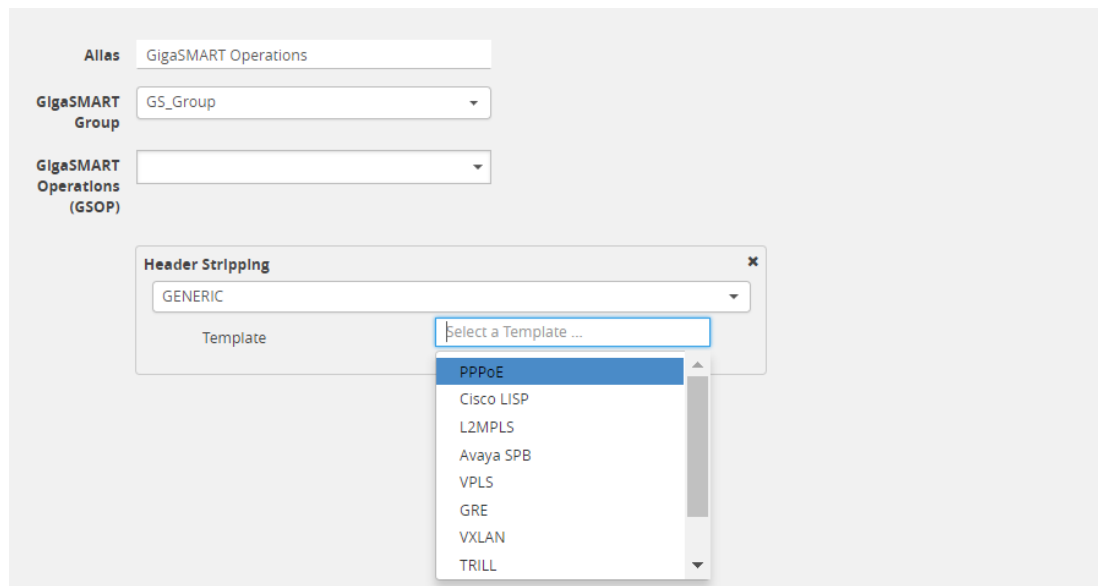 Alias
GigaSMART Operations
GigaSMART
Group
GS_Group
GigaSMART
Operations
(GSOP)
Header Stripping
GENERIC
Template
Select a Template ...
PPPoE
Cisco LISP
L2MPLS
Avaya SPB
VPLS
GRE
VXLAN
TRILL